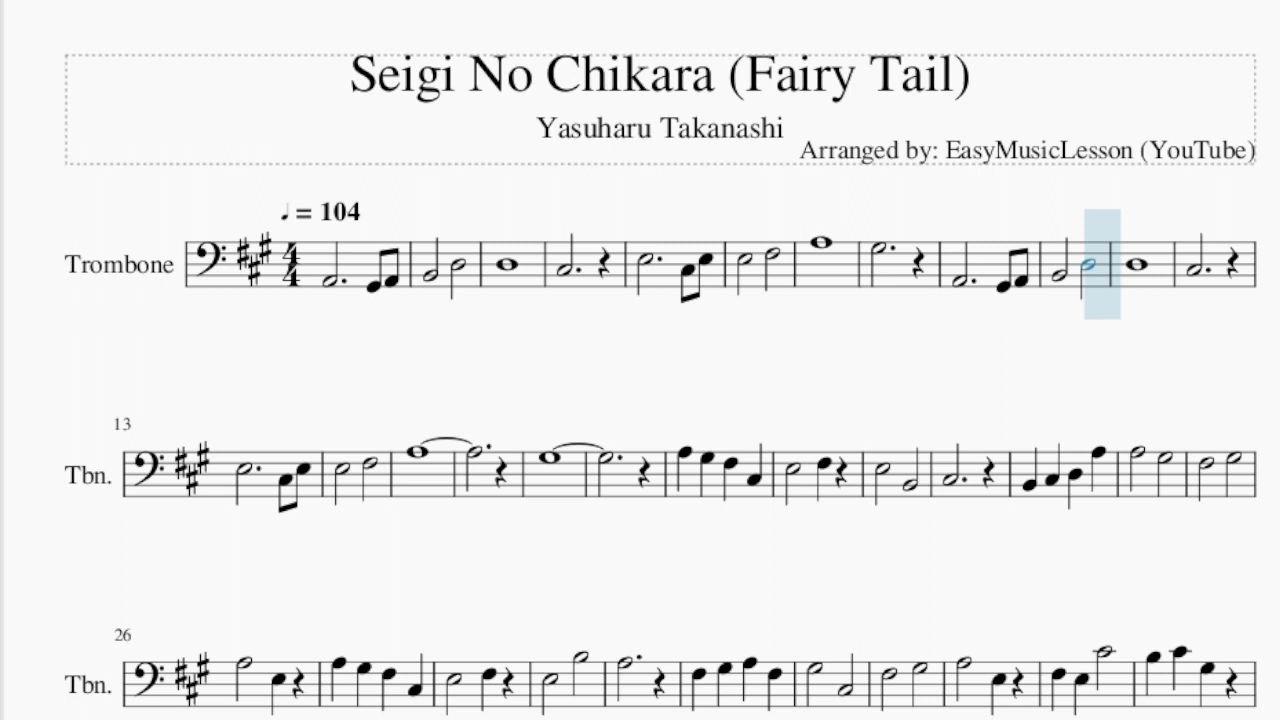 Seigi No Chikara (Fairy Tail)
Yasuharu Takanashi
Arranged by: EasyMusicLesson (YouTube)
♩ = 104
Trombone
4
4
13
Tbn.
26
Tbn.